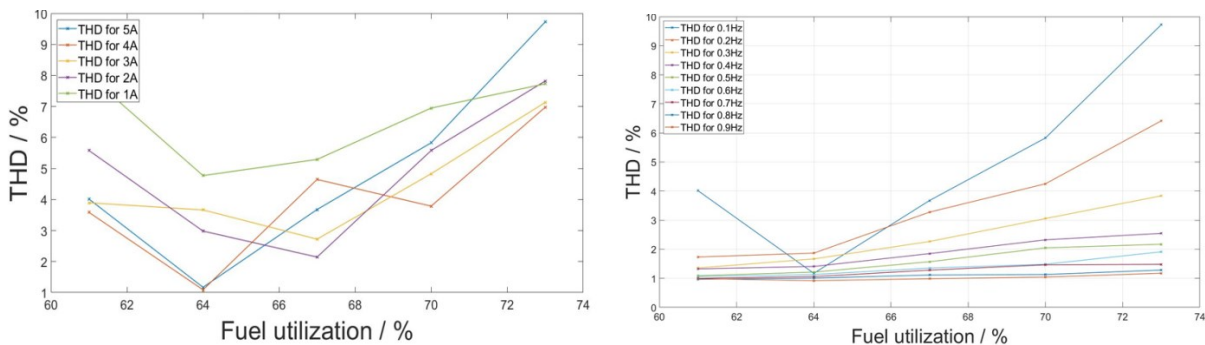 THD for 5A
THD for 4A
THD for 3A
THD for 2A
THD for 1A
10
9
8
7
6
5
4
3
2
1
THD / %
60 62 64 66 68 70 72 74
Fuel utilization / %
THD for 0.1Hz
THD for 0.2Hz
THD for 0.3Hz
THD for 0.4Hz
THD for 0.5Hz
THD for 0.6Hz
THD for 0.7Hz
THD for 0.8Hz
THD for 0.9Hz
10
9
8
7
6
5
4
3
2
1
0
THD / %
60 62 64 66 68 70 72 74
Fuel utilization / %